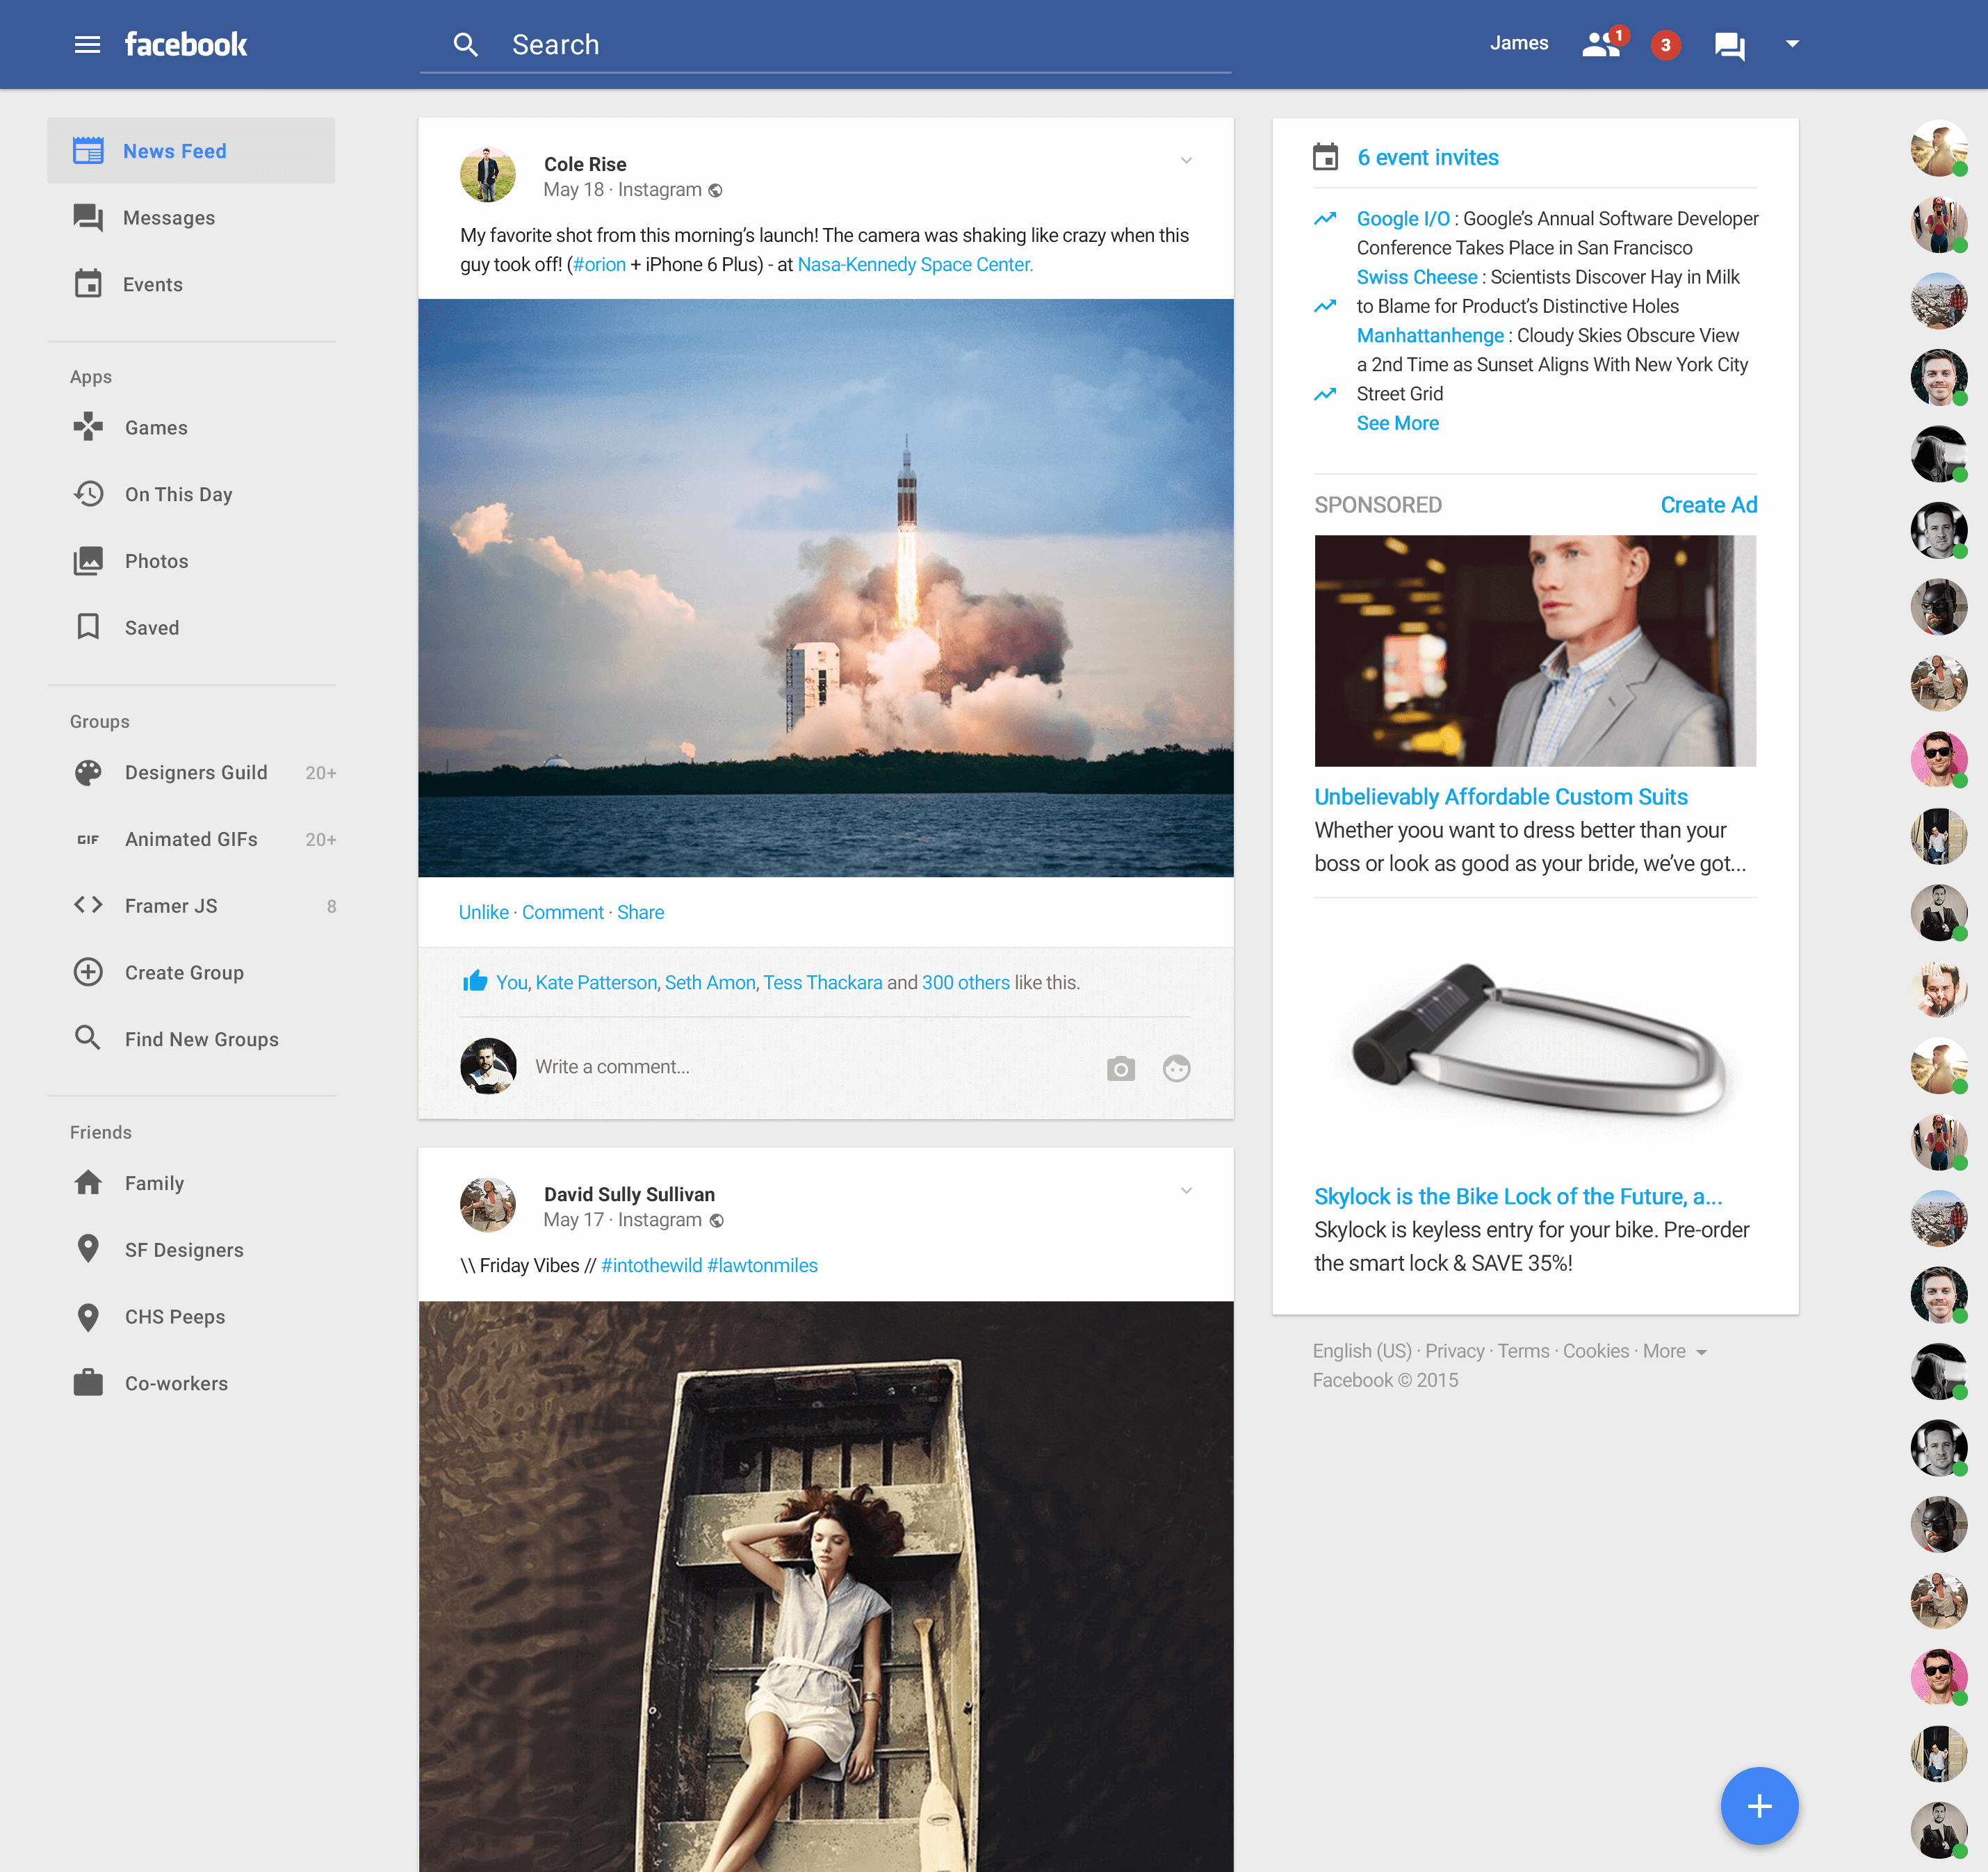 facebook
Search
James
1
3
News Feed
Messages
Events
Apps
Games
On This Day
Photos
Saved
Groups
Designers Guild 20+
GIF Animated GIFs 20+
Framer JS 8
Create Group
Find New Groups
Friends
Family
SF Designers
CHS Peeps
Co-workers
Cole Rise
May 18 · Instagram
My favorite shot from this morning’s launch! The camera was shaking like crazy when this
guy took off! (#orion + iPhone 6 Plus) - at Nasa-Kennedy Space Center.
Unlike · Comment · Share
You, Kate Patterson, Seth Amon, Tess Thackara and 300 others like this.
Write a comment...
David Sully Sullivan
May 17 · Instagram
\\ Friday Vibes // #intothewild #lawtonmiles
6 event invites
Google I/O : Google’s Annual Software Developer
Conference Takes Place in San Francisco
Swiss Cheese : Scientists Discover Hay in Milk
to Blame for Product’s Distinctive Holes
Manhattanhenge : Cloudy Skies Obscure View
a 2nd Time as Sunset Aligns With New York City
Street Grid
See More
SPONSORED Create Ad
Unbelievably Affordable Custom Suits
Whether yoou want to dress better than your
boss or look as good as your bride, we’ve got...
Skylock is the Bike Lock of the Future, a...
Skylock is keyless entry for your bike. Pre-order
the smart lock & SAVE 35%!
English (US) · Privacy · Terms · Cookies · More
Facebook © 2015